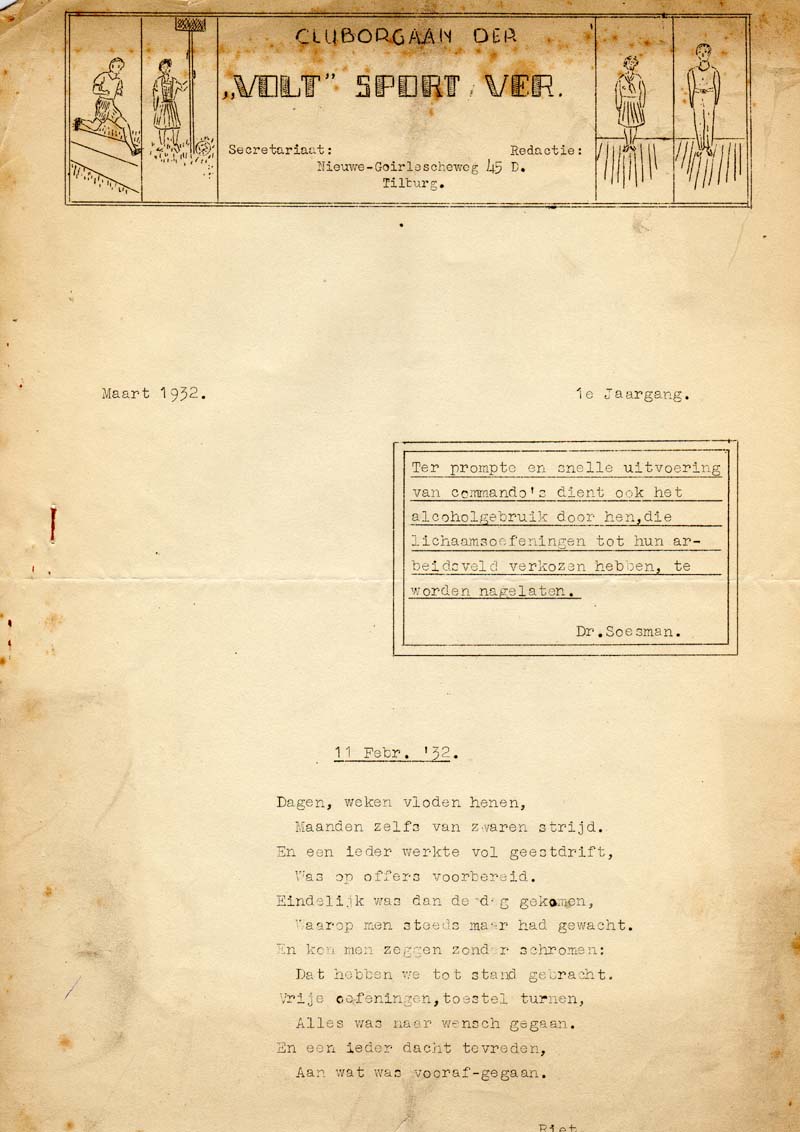 CLUBORGAAN DER
„VOLT” SPORT VER.
Secretariaat: Redactie:
Nieuwe-Goirlescheweg 45 D.
Tilburg.
Maart 1932. 1e Jaargang.
Ter prompte en snelle uitvoering
van commando's dient ook het
alcoholgebruik door hen,die
lichaamsoefeningen tot hun ar-
beidsveld verkozen hebben, te
worden nagelaten.
Dr.Soesman.
11 Febr. '32.
Dagen, weken vloden henen,
Maanden zelfs van zwaren strijd.
En een ieder werkte vol geestdrift,
Was op offers voorbereid.
Eindelijk was dan de dag gekomen,
Waarop men steeds maar had gewacht.
En kon men zeggen zonder schromen:
Dat hebben we tot stand gebracht.
Vrije oefeningen,toestel turnen,
Alles was naar wensch gegaan.
En een ieder dacht tevreden,
Aan wat was vooraf-gegaan.
Piet